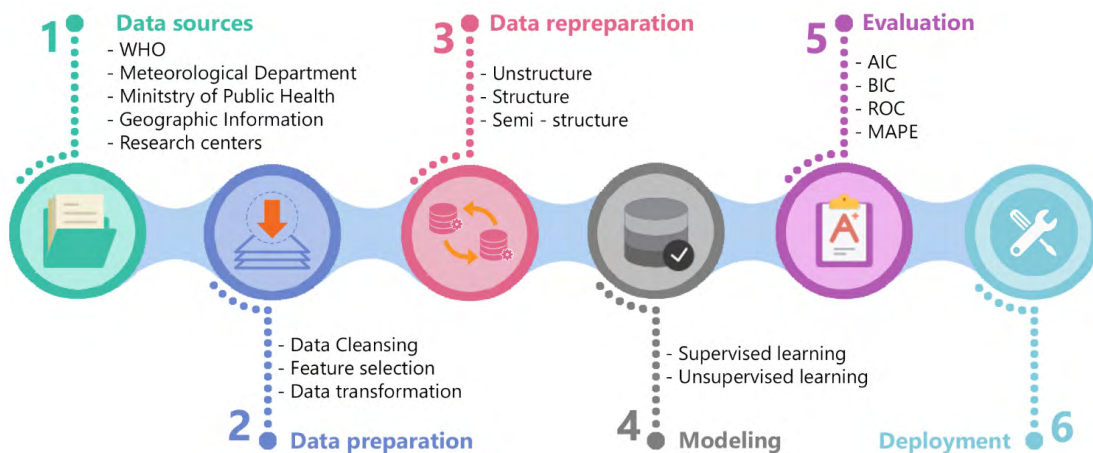 1 Data sources
- WHO
- Meteorological Department
- Minitstry of Public Health
- Geographic Information
- Research centers
2 Data preparation
- Data Cleansing
- Feature selection
- Data transformation
3 Data repreparation
- Unstructure
- Structure
- Semi - structure
4 Modeling
- Supervised learning
- Unsupervised learning
5 Evaluation
- AIC
- BIC
- ROC
- MAPE
A+
Deployment 6